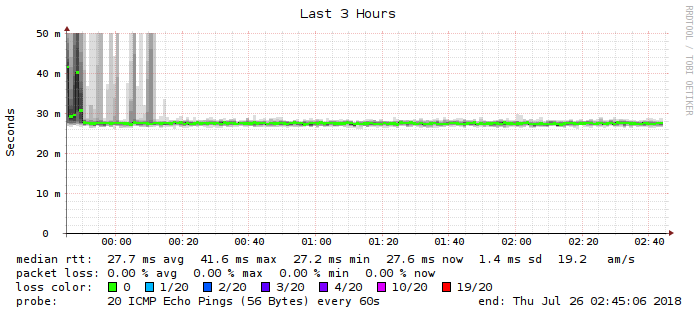 Last 3 Hours
RRDTOOL / TOBI OETIKER
Seconds
50 m
40 m
30 m
20 m
10 m
0
00:00 00:20 00:40 01:00 01:20 01:40 02:00 02:20 02:40
median rtt: 27.7 ms avg 41.6 ms max 27.2 ms min 27.6 ms now 1.4 ms sd 19.2 am/s
packet loss: 0.00 % avg 0.00 % max 0.00 % min 0.00 % now
loss color: 0 1/20 2/20 3/20 4/20 10/20 19/20
probe: 20 ICMP Echo Pings (56 Bytes) every 60s end: Thu Jul 26 02:45:06 2018